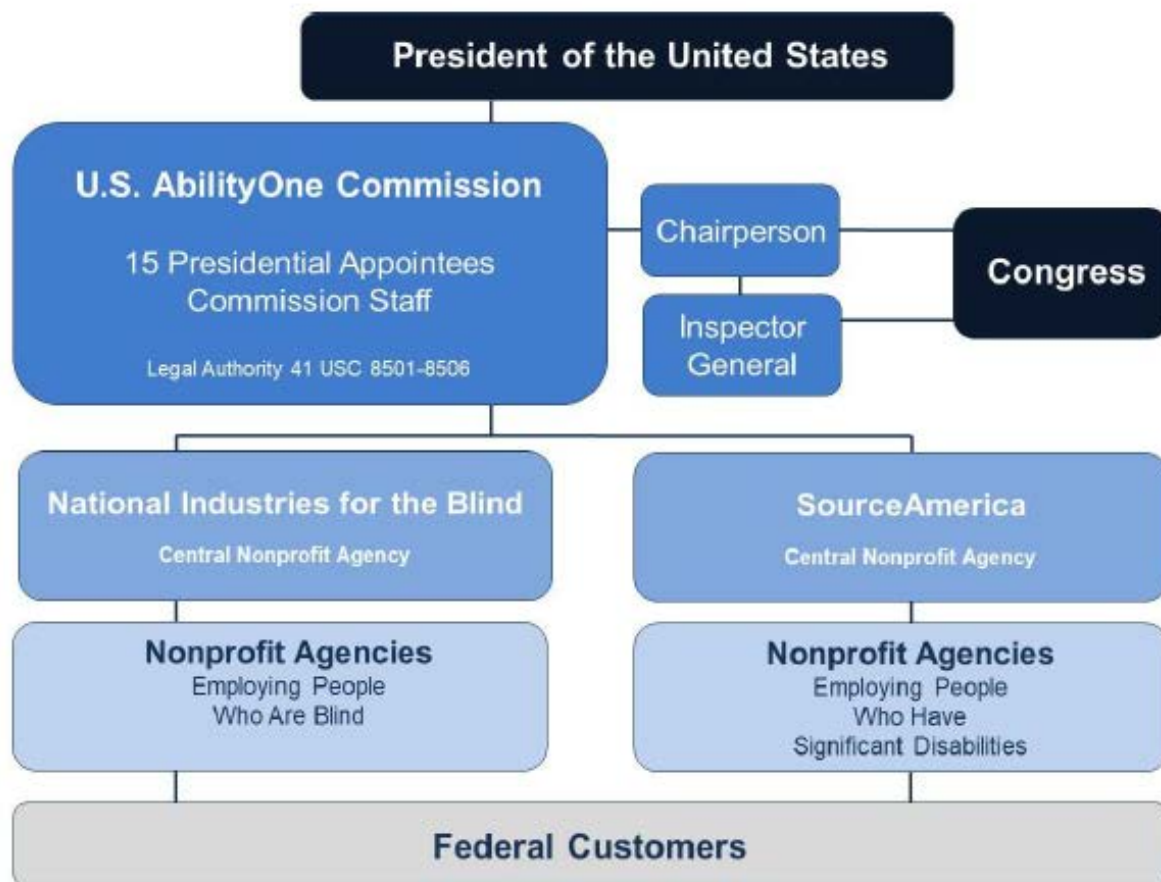 President of the United States
U.S. AbilityOne Commission
15 Presidential Appointees
Commission Staff
Legal Authority 41 USC 8501-8506
Chairperson
Inspector
General
Congress
National Industries for the Blind
Central Nonprofit Agency
SourceAmerica
Central Nonprofit Agency
Nonprofit Agencies
Employing People
Who Are Blind
Nonprofit Agencies
Employing People
Who Have
Significant Disabilities
Federal Customers